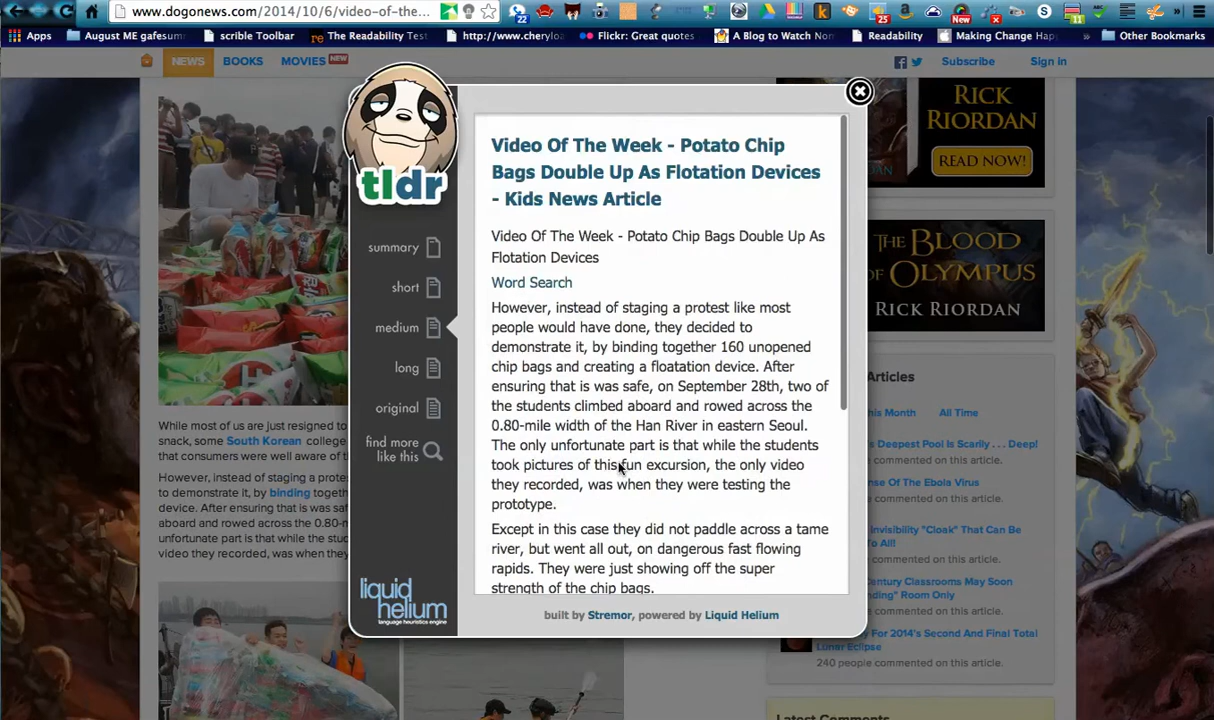 www.dogonews.com/2014/10/6/video-of-the...
22
25
New
11
Apps
August ME gafesumm
scrible Toolbar
The Readability Test
http://www.cherylloa
Flickr: Great quotes
A Blog to Watch
Readability
Making Change Hap
»
Other Bookmarks
NEWS
BOOKS
MOVIES NEW
Subscribe
Sign in
RICK
RIORDAN
READ NOW!
THE BLOOD
OF OLYMPUS
RICK RIORDAN
tldr
summary
short
medium
long
original
find more
like this
liquid
helium
language heuristics engine
Video Of The Week - Potato Chip
Bags Double Up As Flotation Devices
- Kids News Article
Video Of The Week - Potato Chip Bags Double Up As
Flotation Devices
Word Search
However, instead of staging a protest like most
people would have done, they decided to
demonstrate it, by binding together 160 unopened
chip bags and creating a floatation device. After
ensuring that is was safe, on September 28th, two of
the students climbed aboard and rowed across the
0.80-mile width of the Han River in eastern Seoul.
The only unfortunate part is that while the students
took pictures of this fun excursion, the only video
they recorded, was when they were testing the
prototype.
Except in this case they did not paddle across a tame
river, but went all out, on dangerous fast flowing
rapids. They were just showing off the super
strength of the chip bags.
built by Stremor, powered by Liquid Helium
While most of us are just resigned to
snack, some South Korean college
that consumers were well aware of
However, instead of staging a protest
to demonstrate it, by binding togethe
device. After ensuring that is was safe
aboard and rowed across the 0.80-m
unfortunate part is that while the stud
video they recorded, was when they
Articles
his Month
All Time
Deepest Pool Is Scarily ... Deep!
commented on this article.
nse Of The Ebola Virus
commented on this article.
nvisibility "Cloak" That Can Be
To All!
commented on this article.
Century Classrooms May Soon
nding" Room Only
commented on this article.
y For 2014's Second And Final Total
Lunar Eclipse
240 people commented on this article.
Latest Comments